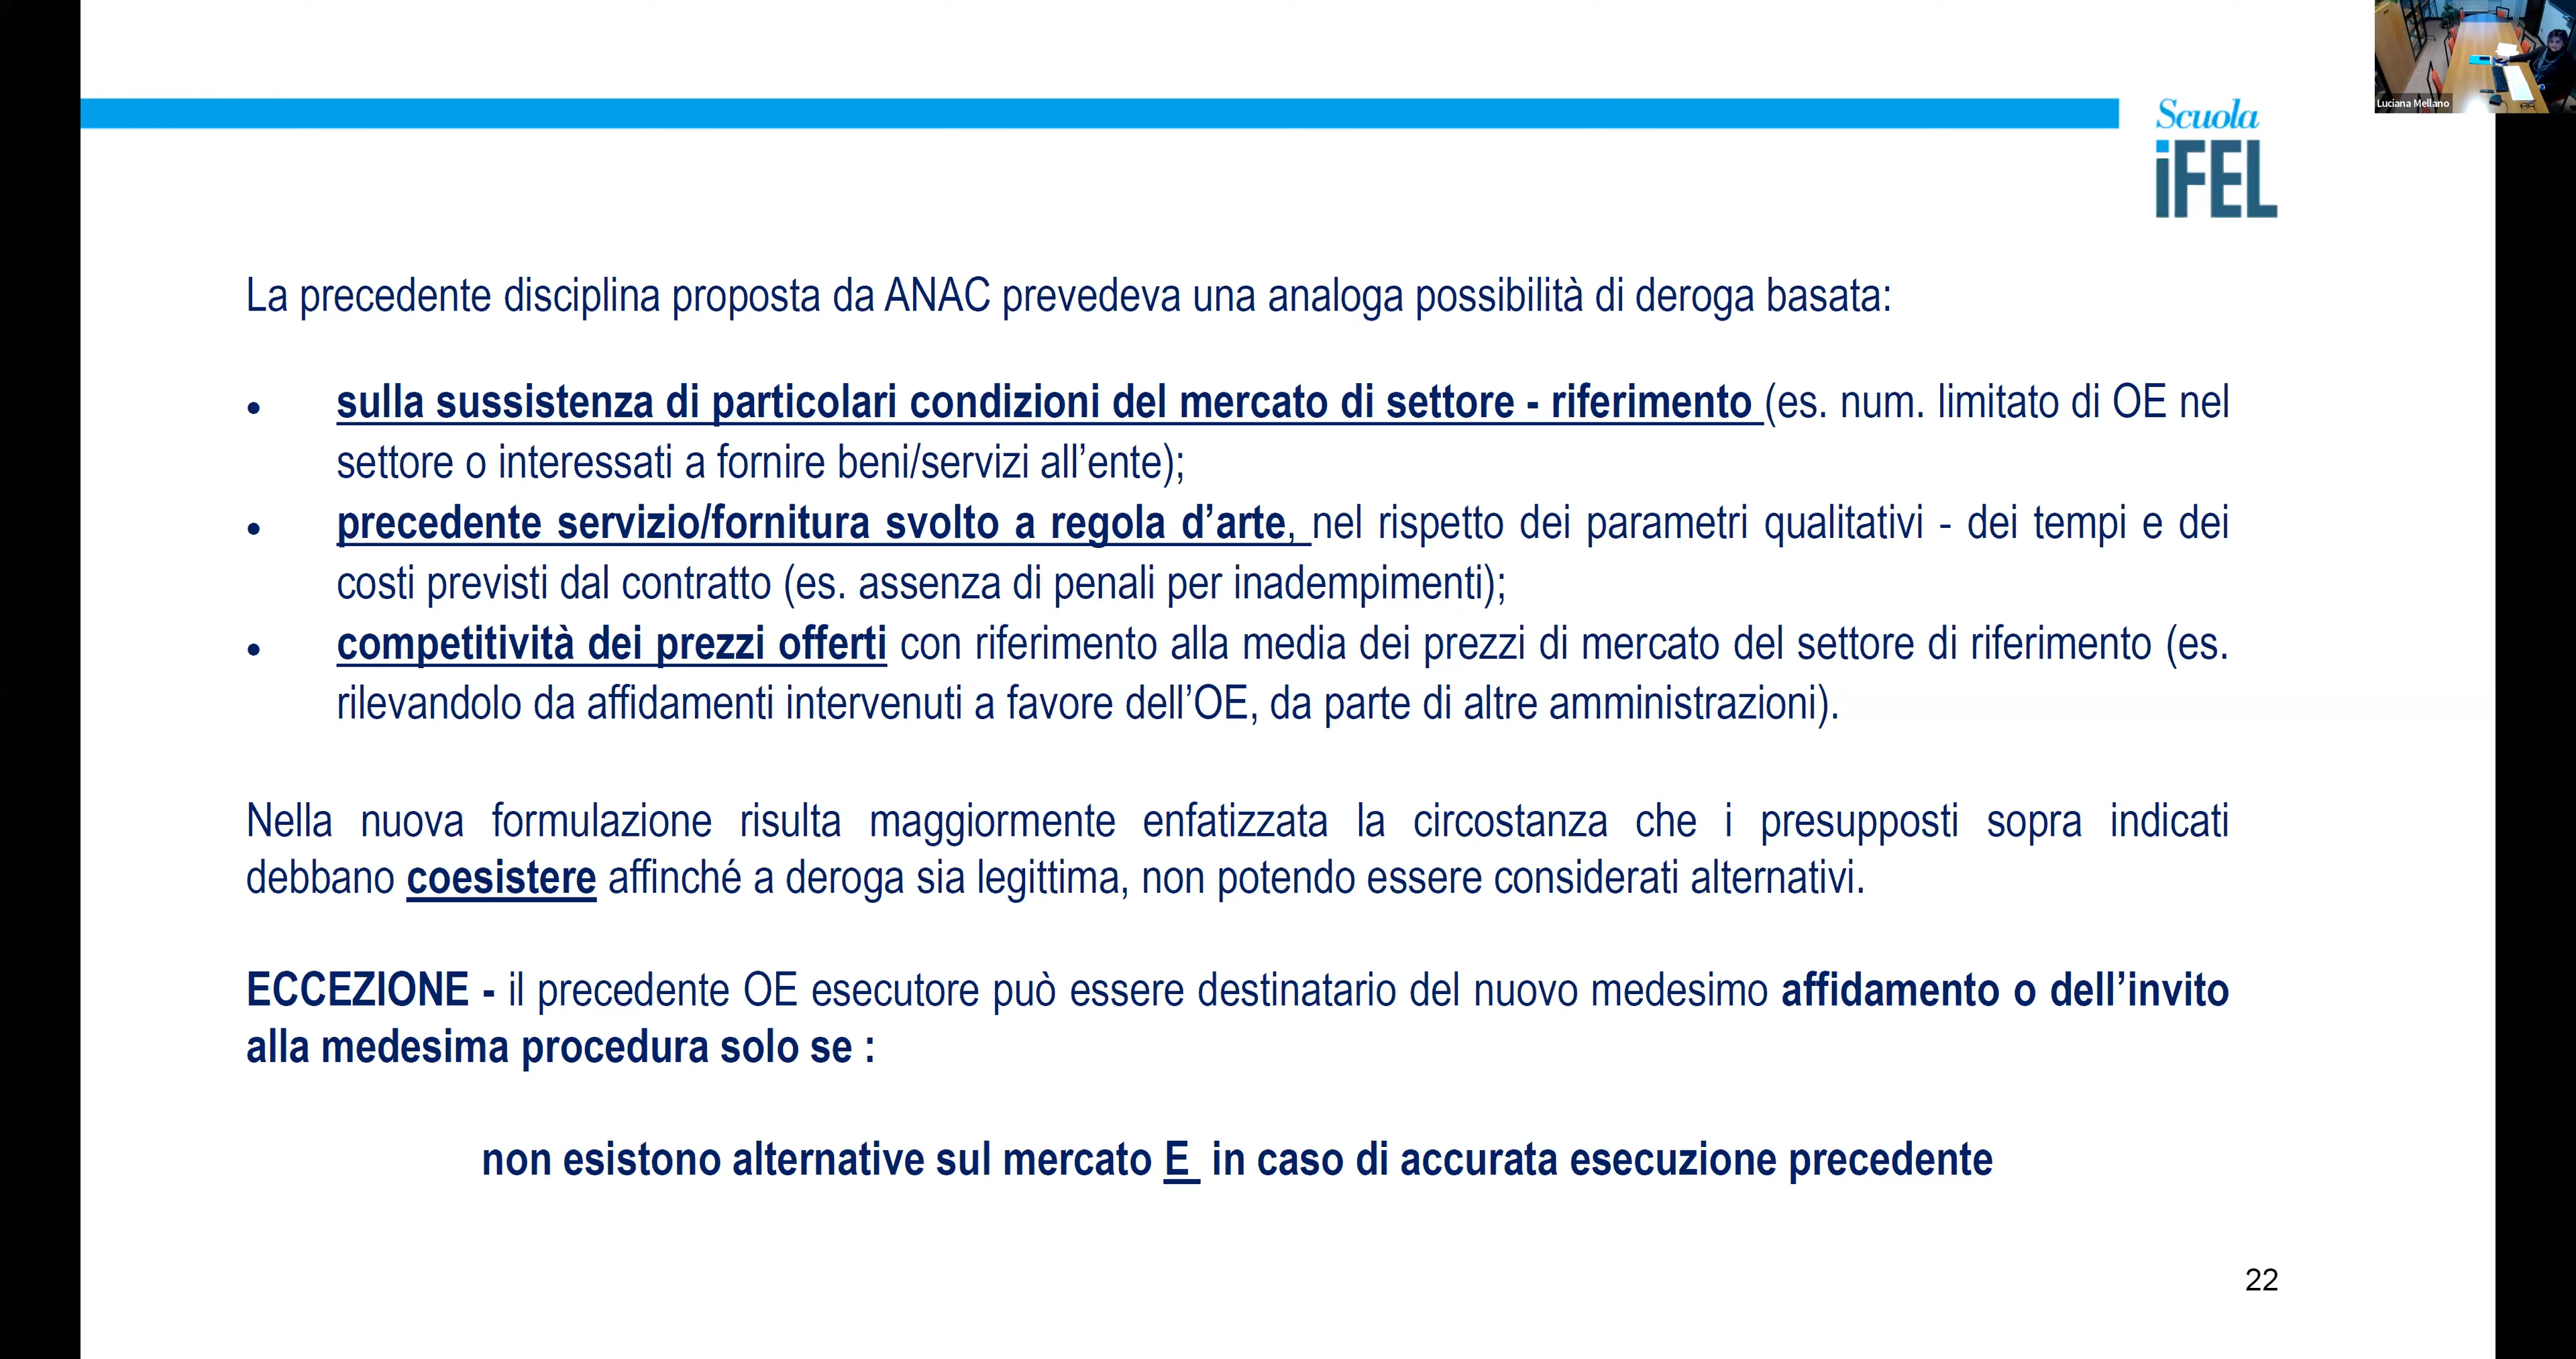 Luciana Mellano
Scuola
iFEL
La precedente disciplina proposta da ANAC prevedeva una analoga possibilità di deroga basata:
• sulla sussistenza di particolari condizioni del mercato di settore - riferimento (es. num. limitato di OE nel
settore o interessati a fornire beni/servizi all’ente);
• precedente servizio/fornitura svolto a regola d’arte, nel rispetto dei parametri qualitativi - dei tempi e dei
costi previsti dal contratto (es. assenza di penali per inadempimenti);
• competitività dei prezzi offerti con riferimento alla media dei prezzi di mercato del settore di riferimento (es.
rilevandolo da affidamenti intervenuti a favore dell’OE, da parte di altre amministrazioni).
Nella nuova formulazione risulta maggiormente enfatizzata la circostanza che i presupposti sopra indicati
debbano coesistere affinché a deroga sia legittima, non potendo essere considerati alternativi.
ECCEZIONE - il precedente OE esecutore può essere destinatario del nuovo medesimo affidamento o dell’invito
alla medesima procedura solo se :
non esistono alternative sul mercato E in caso di accurata esecuzione precedente
22